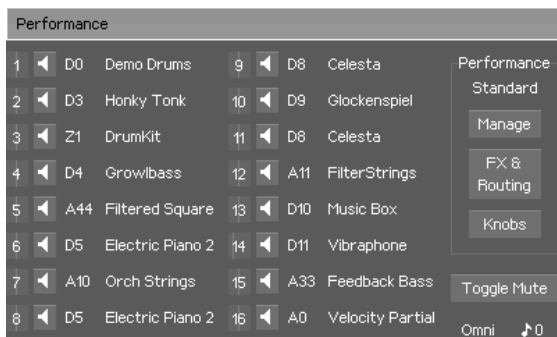 Performance
1 D0 Demo Drums
2 D3 Honky Tonk
3 Z1 DrumKit
4 D4 Growlbass
5 A44 Filtered Square
6 D5 Electric Piano 2
7 A10 Orch Strings
8 D5 Electric Piano 2
9 D8 Celesta
10 D9 Glockenspiel
11 D8 Celesta
12 A11 FilterStrings
13 D10 Music Box
14 D11 Vibraphone
15 A33 Feedback Bass
16 A0 Velocity Partial
Performance
Standard
Manage
FX &
Routing
Knobs
Toggle Mute
Omni ♪0